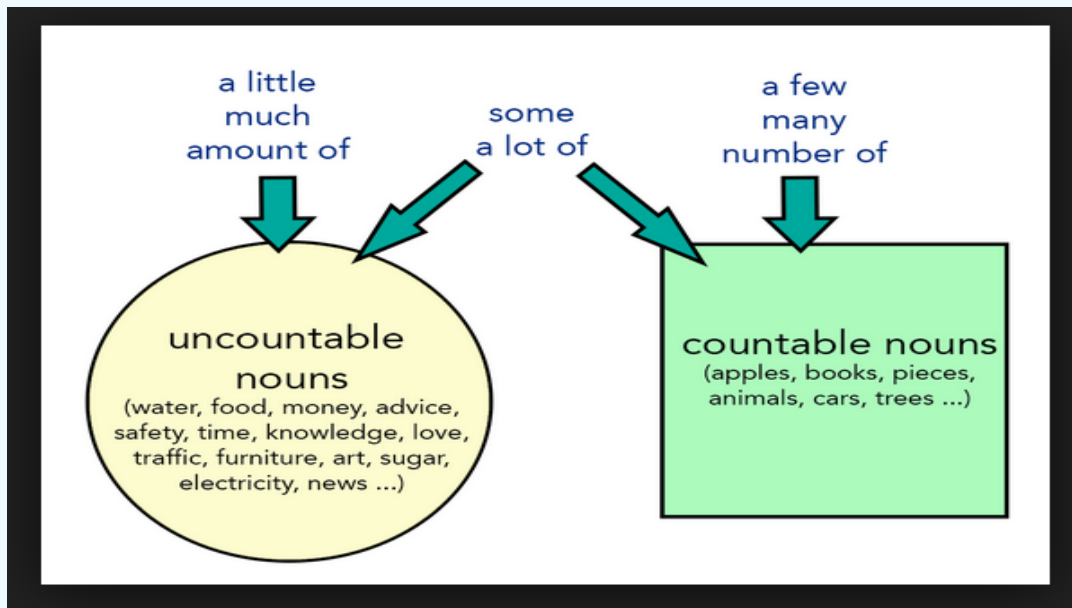 a little
much
amount of
some
a lot of
a few
many
number of
uncountable
nouns
(water, food, money, advice,
safety, time, knowledge, love,
traffic, furniture, art, sugar,
electricity, news ...)
countable nouns
(apples, books, pieces,
animals, cars, trees ...)